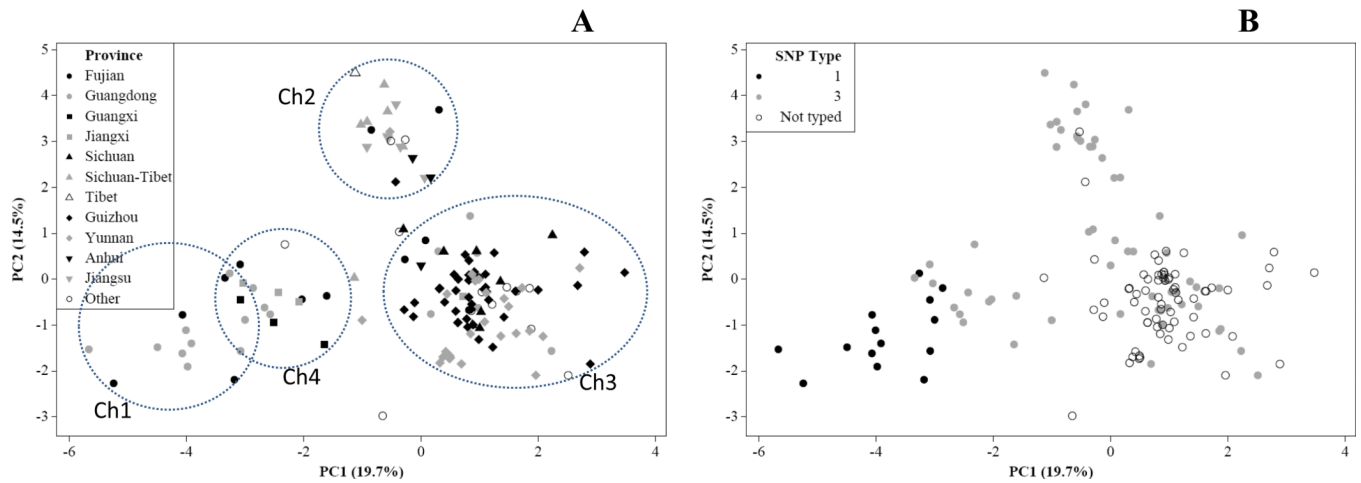 A
Province
Fujian
Guangdong
Guangxi
Jiangxi
Sichuan
Sichuan-Tibet
Tibet
Guizhou
Yunnan
Anhui
Jiangsu
Other
Ch2
Ch1
Ch4
Ch3
5
4
3
2
1
0
-1
-2
-3
PC2 (14.5%)
-6 -4 -2 0 2 4
PC1 (19.7%)
B
SNP Type
1
3
Not typed
5
4
3
2
1
0
-1
-2
-3
PC2 (14.5%)
-6 -4 -2 0 2 4
PC1 (19.7%)